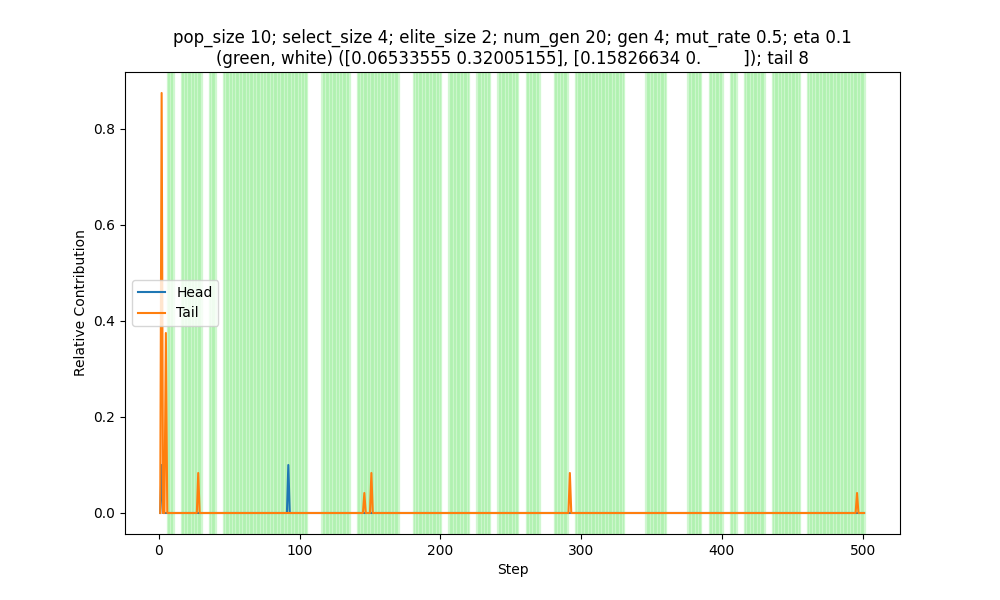 pop_size 10; select_size 4; elite_size 2; num_gen 20; gen 4; mut_rate 0.5; eta 0.1
(green, white) ([0.06533555 0.32005155], [0.15826634 0.        ]); tail 8
Relative Contribution
0.8
0.6
0.4
0.2
0.0
Head
Tail
0
100
200
300
400
500
Step